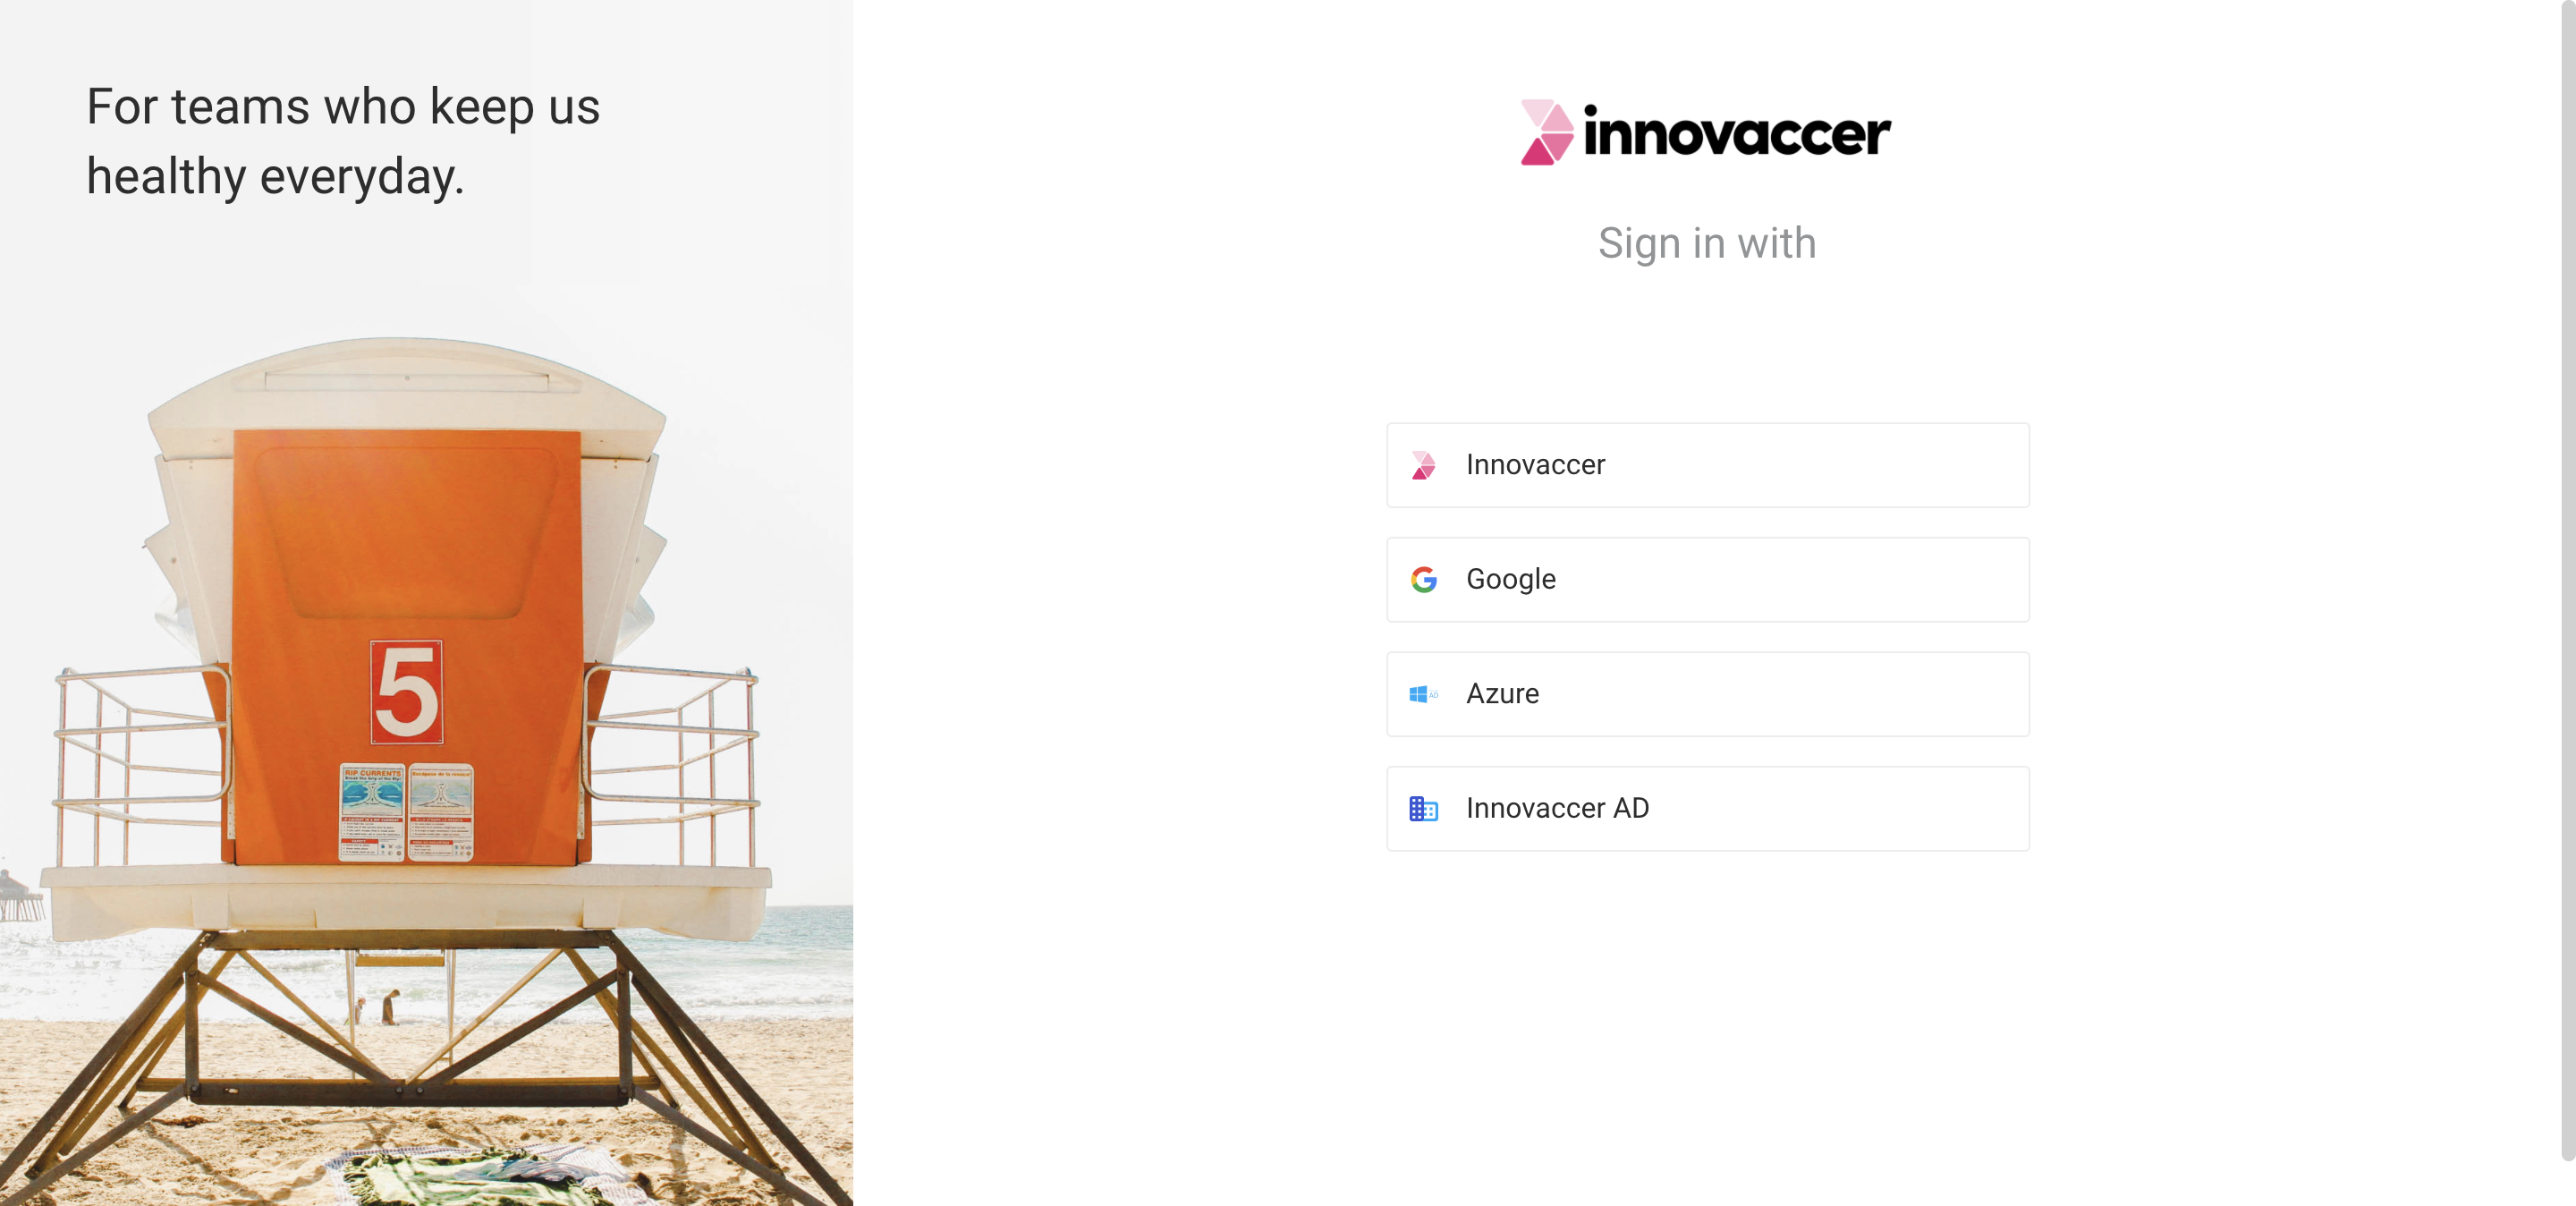 For teams who keep us
healthy everyday.
innovaccer
Sign in with
Innovaccer
Google
AD
Azure
Innovaccer AD
5
RIP CURRENTS